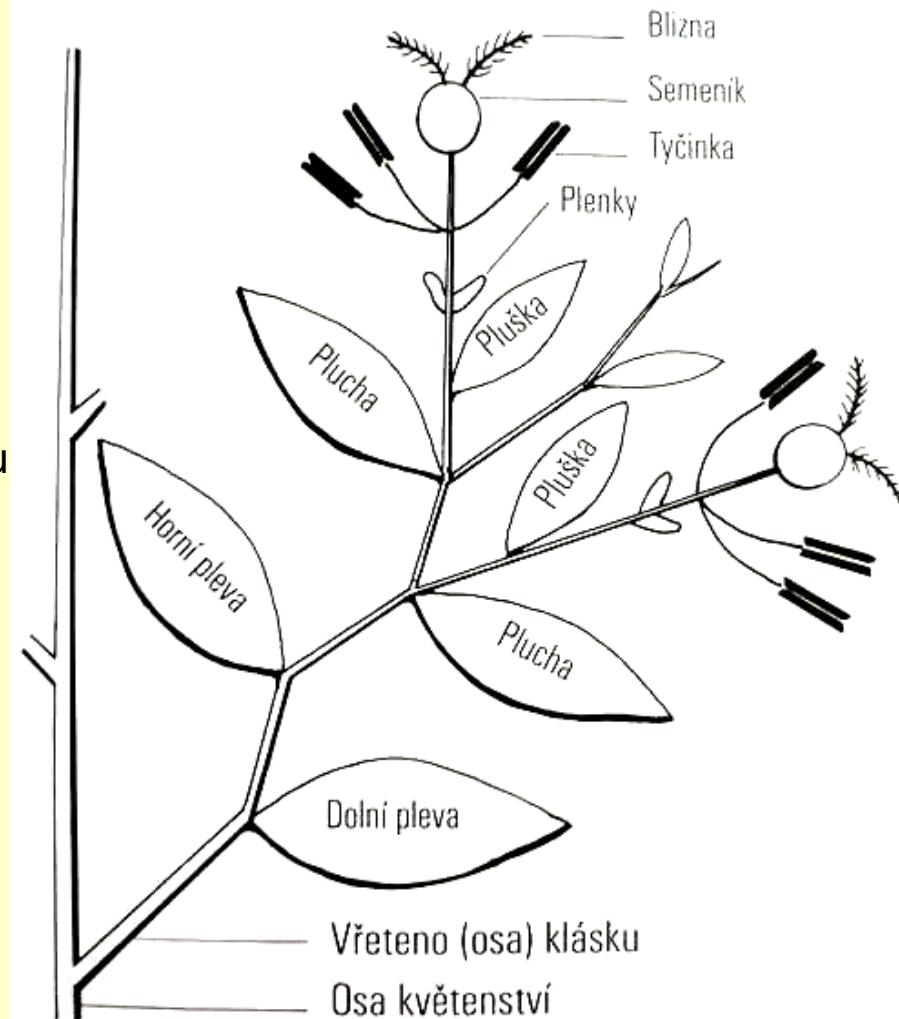 Blizna
Semeník
Tyčinka
Plenky
Pluška
Plucha
Pluška
Horní pleva
Plucha
Dolní pleva
Vřeteno (osa) klásku
Osa květenství
u